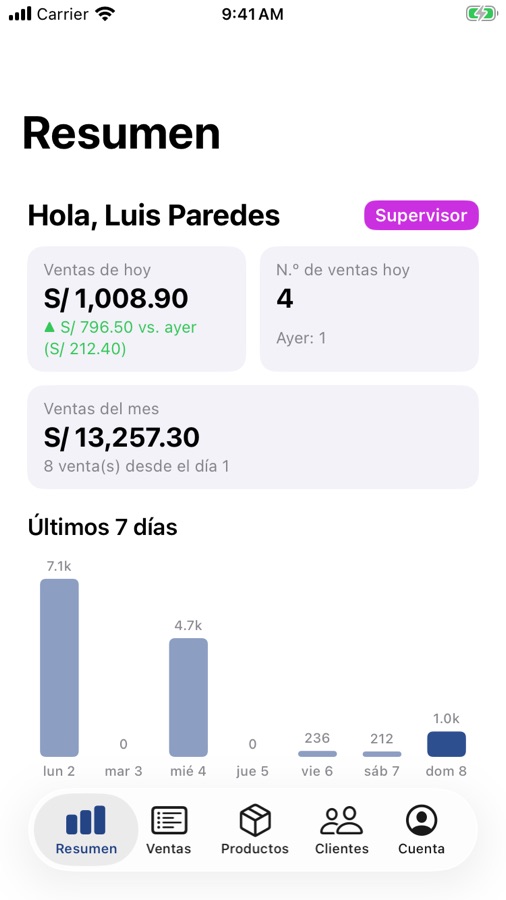 Carrier
9:41 AM
Resumen
Hola, Luis Paredes
Supervisor
Ventas de hoy
S/ 1,008.90
▲ S/ 796.50 vs. ayer
(S/ 212.40)
N.º de ventas hoy
4
Ayer: 1
Ventas del mes
S/ 13,257.30
8 venta(s) desde el día 1
Últimos 7 días
7.1k
0
4.7k
0
236
212
1.0k
lun 2
mar 3
mié 4
jue 5
vie 6
sáb 7
dom 8
Resumen
Ventas
Productos
Clientes
Cuenta